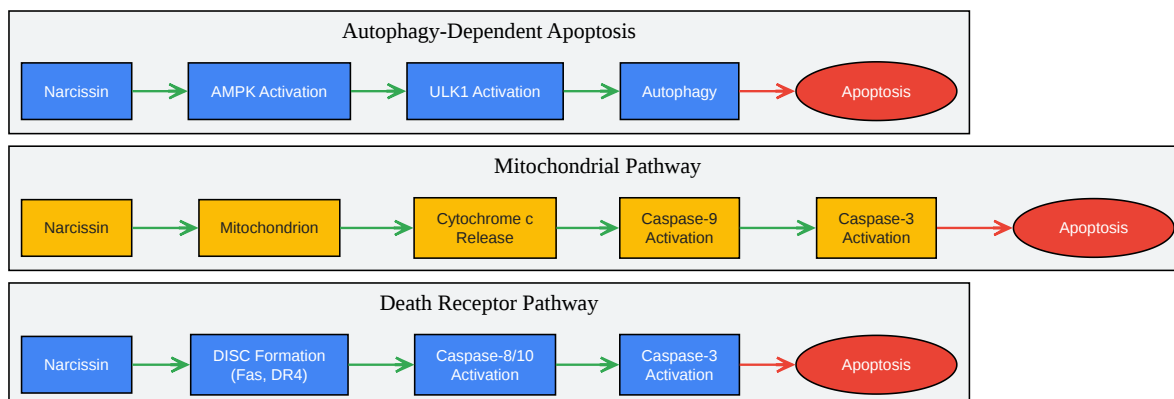 Autophagy-Dependent Apoptosis
Narcissin
AMPK Activation
ULK1 Activation
Autophagy
Apoptosis
Mitochondrial Pathway
Narcissin
Mitochondrion
Cytochrome c
Release
Caspase-9
Activation
Caspase-3
Activation
Apoptosis
Death Receptor Pathway
Narcissin
DISC Formation
(Fas, DR4)
Caspase-8/10
Activation
Caspase-3
Activation
Apoptosis